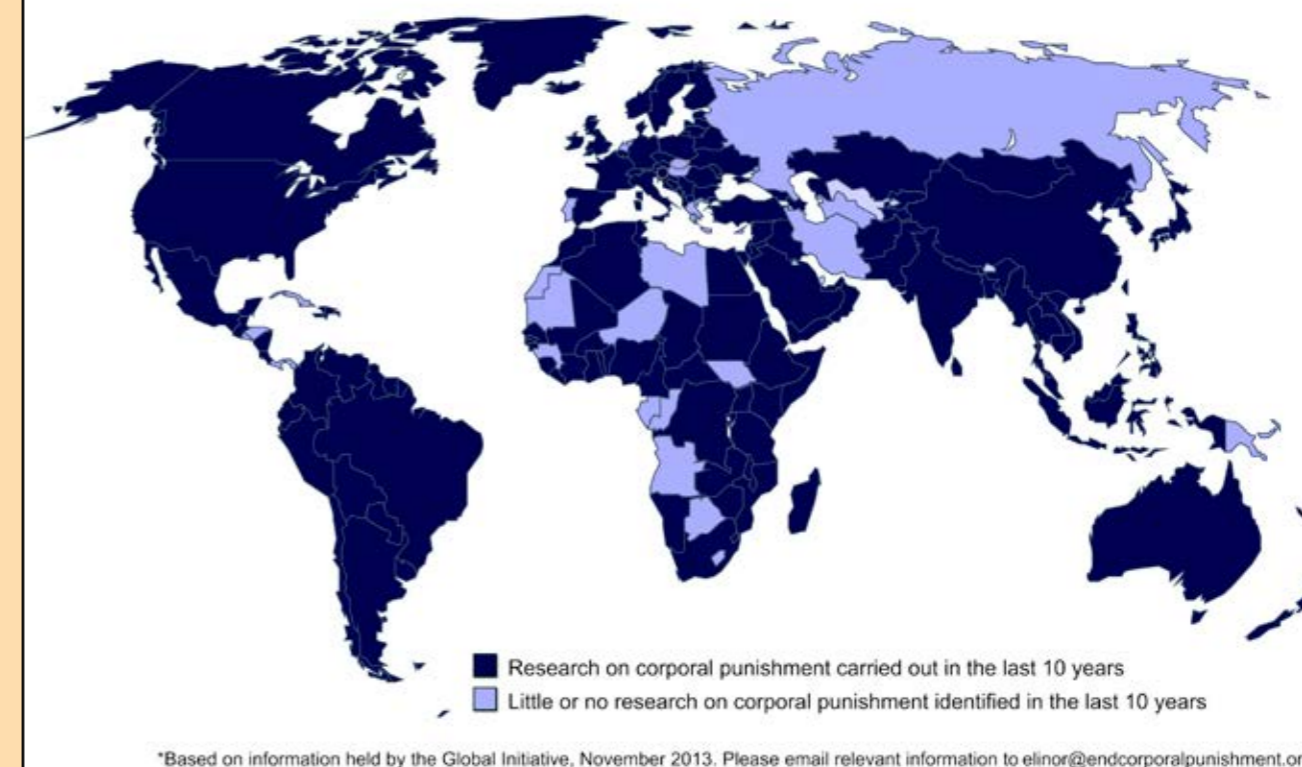 Research on corporal punishment carried out in the last 10 years
Little or no research on corporal punishment identified in the last 10 years
*Based on information held by the Global Initiative, November 2013. Please email relevant information to elinor@endcorporalpunishment.or